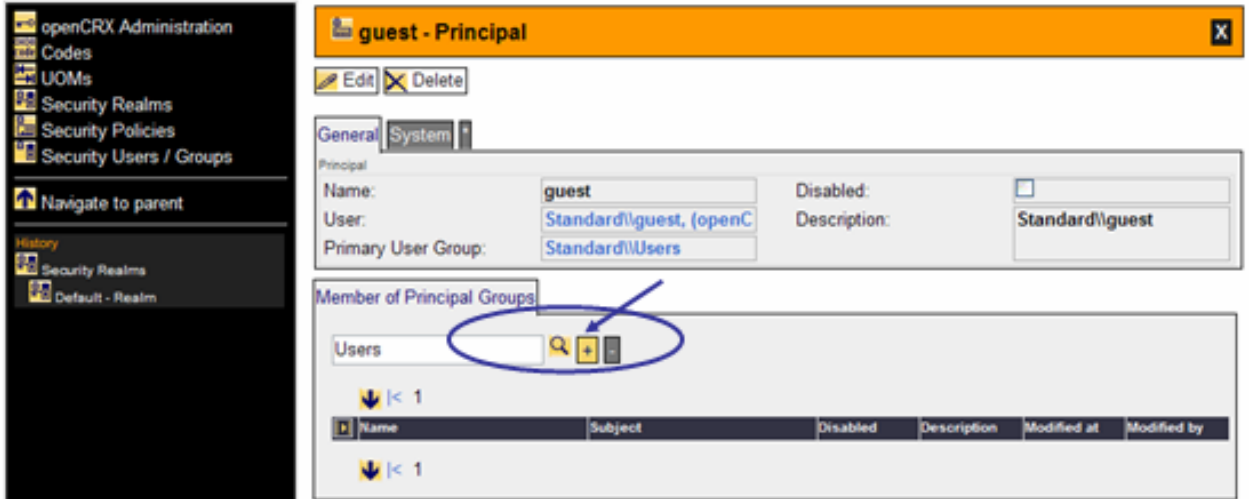 openCRX Administration
Codes
UOMs
Security Realms
Security Policies
Security Users / Groups
Navigate to parent
History
Security Realms
Default - Realm
guest - Principal
X
Edit Delete
General System *
Principal
Name: guest Disabled:
User: Standard\\guest, (openC Description: Standard\\guest
Primary User Group: Standard\\Users
Member of Principal Groups
Users + -
|< 1
Name Subject Disabled Description Modified at Modified by
|< 1